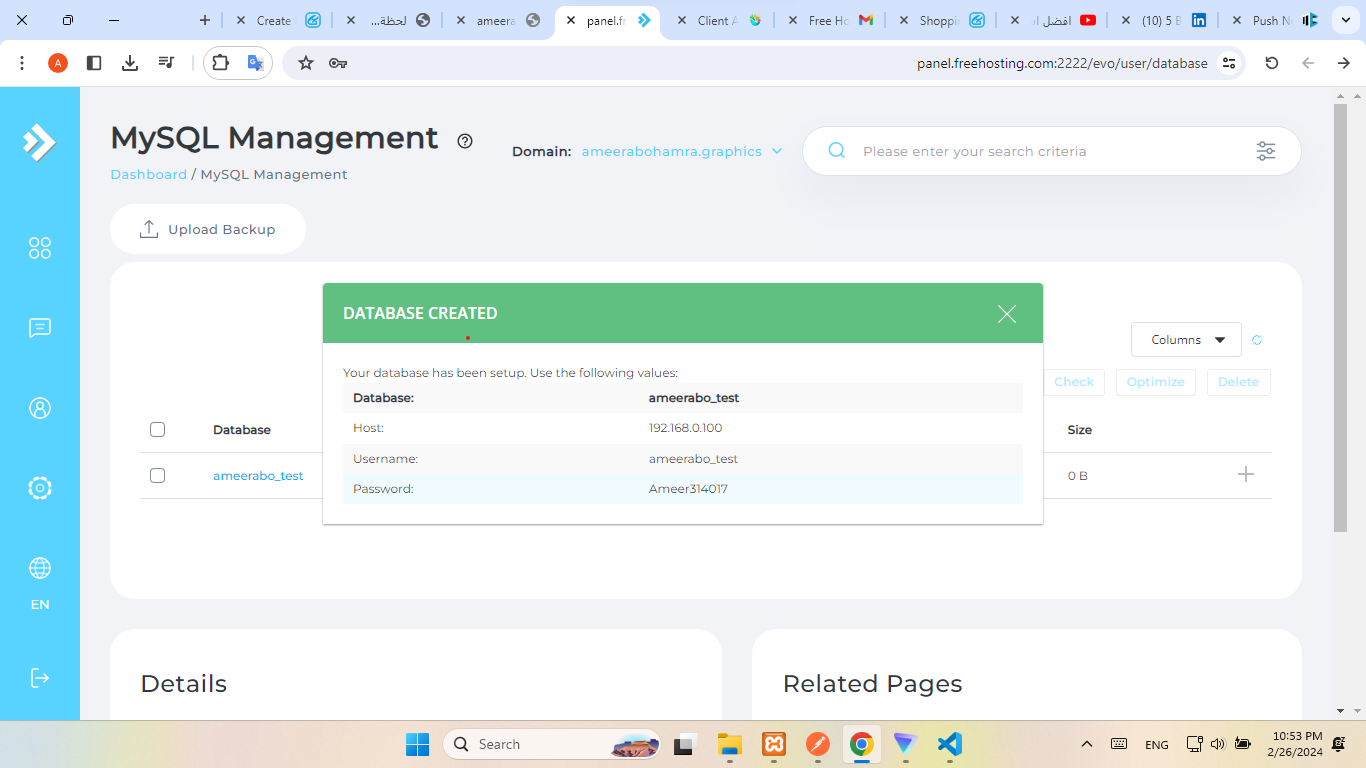 Create
لحظة...
ameera
panel.fr
Client A
Free Ho
Shoppi
افضل اس
(10) 5 B
Push No
A
panel.freehosting.com:2222/evo/user/database
MySQL Management
Domain: ameerabohamra.graphics
Please enter your search criteria
Dashboard / MySQL Management
Upload Backup
DATABASE CREATED
Columns
Your database has been setup. Use the following values:
Check Optimize Delete
Database: ameerabo_test
Host: 192.168.0.100
Username: ameerabo_test
Password: Ameer314017
Database Size
ameerabo_test 0 B
EN
Details
Related Pages
Search
ENG
10:53 PM
2/26/2024